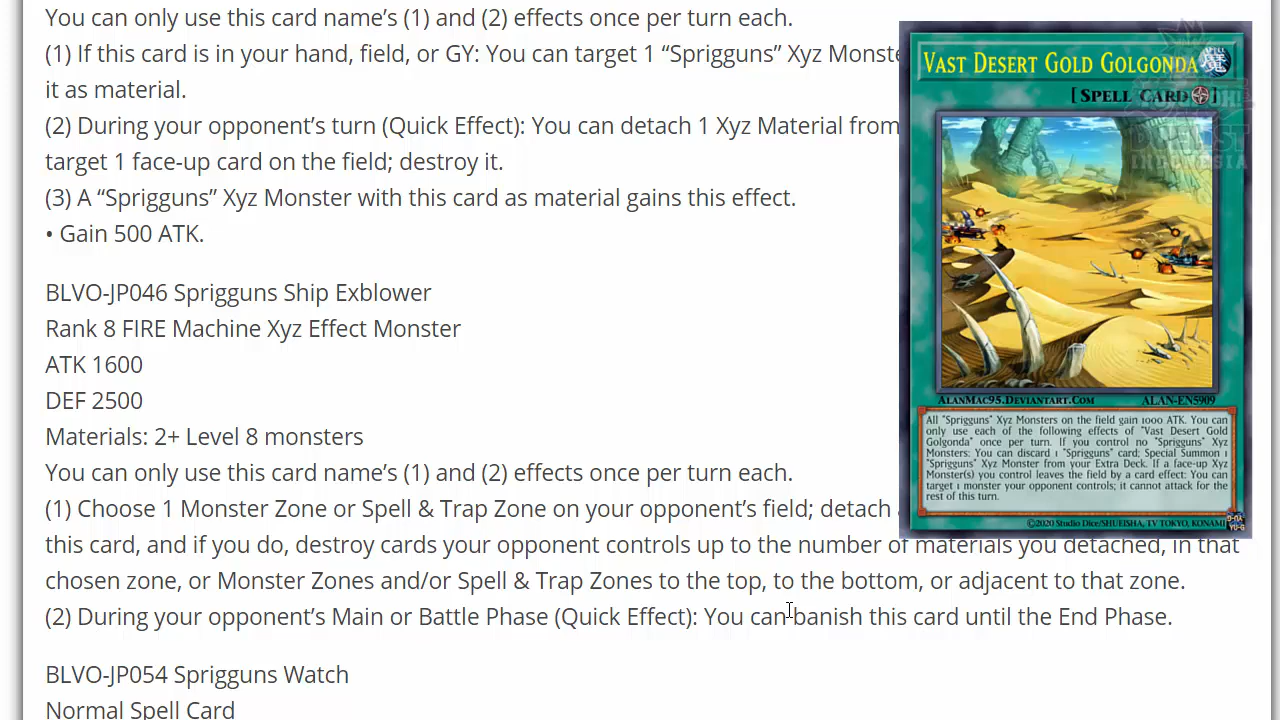 You can only use this card name’s (1) and (2) effects once per turn each.
(1) If this card is in your hand, field, or GY: You can target 1 “Sprigguns” Xyz Monste
it as material.
(2) During your opponent’s turn (Quick Effect): You can detach 1 Xyz Material from
target 1 face-up card on the field; destroy it.
(3) A “Sprigguns” Xyz Monster with this card as material gains this effect.
• Gain 500 ATK.
BLVO-JP046 Sprigguns Ship Exblower
Rank 8 FIRE Machine Xyz Effect Monster
ATK 1600
DEF 2500
Materials: 2+ Level 8 monsters
You can only use this card name’s (1) and (2) effects once per turn each.
(1) Choose 1 Monster Zone or Spell & Trap Zone on your opponent’s field; detach
this card, and if you do, destroy cards your opponent controls up to the number of materials you detached, in that
chosen zone, or Monster Zones and/or Spell & Trap Zones to the top, to the bottom, or adjacent to that zone.
(2) During your opponent’s Main or Battle Phase (Quick Effect): You can banish this card until the End Phase.
BLVO-JP054 Sprigguns Watch
Normal Spell Card
VAST DESERT GOLD GOLGONDA
SPELL
魔
[ SPELL CARD ]
DUELIST
INDONESIA
ALANMAC95.DEVIANTART.COM ALAN-EN5909
All "Sprigguns" Xyz Monsters on the field gain 1000 ATK. You can
only use each of the following effects of "Vast Desert Gold
Golgonda" once per turn. If you control no "Sprigguns" Xyz
Monsters: You can discard 1 "Sprigguns" card; Special Summon 1
"Sprigguns" Xyz Monster from your Extra Deck. If a face-up Xyz
Monster(s) you control leaves the field by a card effect: You can
target 1 monster your opponent controls; it cannot attack for the
rest of this turn.
©2020 Studio Dice/SHUEISHA, TV TOKYO, KONAMI